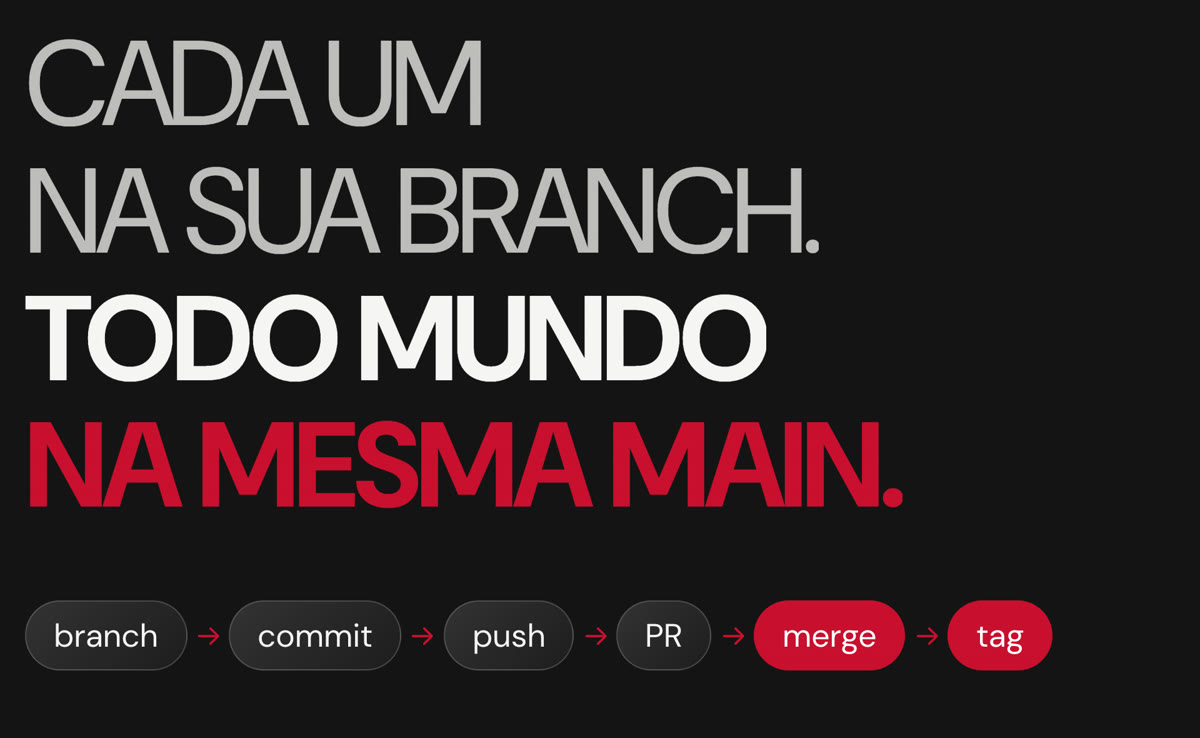 CADA UM
NA SUA BRANCH.
TODO MUNDO
NA MESMA MAIN.
branch → commit → push → PR → merge → tag